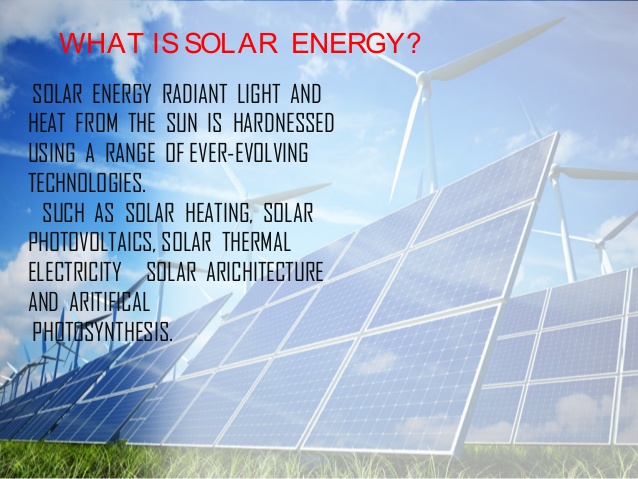 WHAT IS SOLAR ENERGY?
SOLAR ENERGY RADIANT LIGHT AND
HEAT FROM THE SUN IS HARDNESSED
USING A RANGE OF EVER-EVOLVING
TECHNOLOGIES.
SUCH AS SOLAR HEATING, SOLAR
PHOTOVOLTAICS, SOLAR THERMAL
ELECTRICITY SOLAR ARICHITECTURE
AND ARITIFICAL
PHOTOSYNTHESIS.